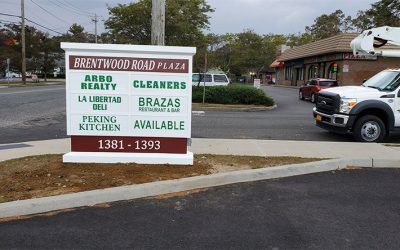 BRENTWOOD ROAD PLAZA
ARBO
REALTY
CLEANERS
LA LIBERTAD
DELI
BRAZAS
RESTAURANT & BAR
PEKING
KITCHEN
AVAILABLE
1381 - 1393